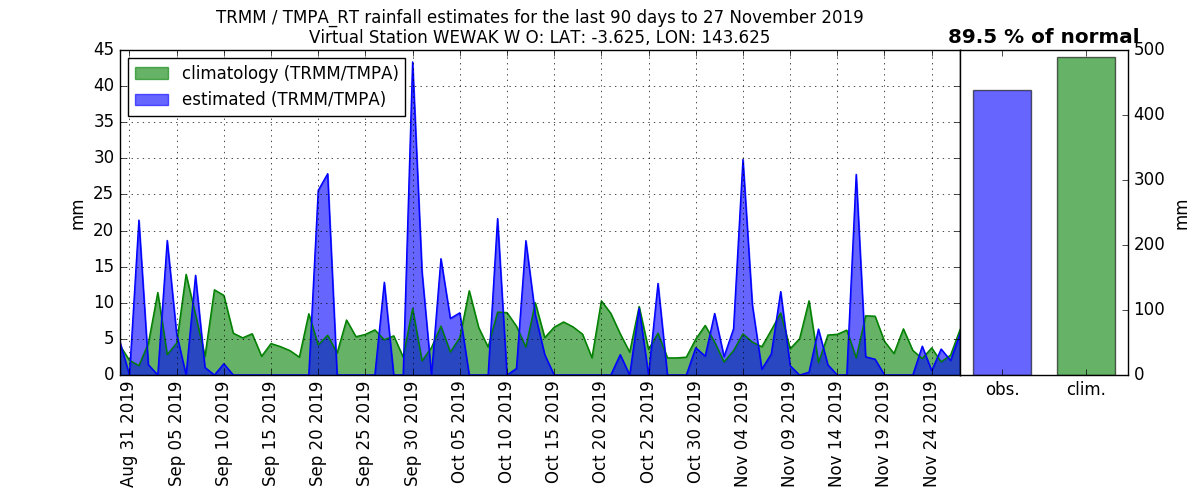 TRMM / TMPA_RT rainfall estimates for the last 90 days to 27 November 2019
Virtual Station WEWAK W O: LAT: -3.625, LON: 143.625
89.5 % of normal
climatology (TRMM/TMPA)
estimated (TRMM/TMPA)
45
40
35
30
25
20
15
10
5
0
mm
Aug 31 2019
Sep 05 2019
Sep 10 2019
Sep 15 2019
Sep 20 2019
Sep 25 2019
Sep 30 2019
Oct 05 2019
Oct 10 2019
Oct 15 2019
Oct 20 2019
Oct 25 2019
Oct 30 2019
Nov 04 2019
Nov 09 2019
Nov 14 2019
Nov 19 2019
Nov 24 2019
obs.
clim.
500
400
300
200
100
0
mm